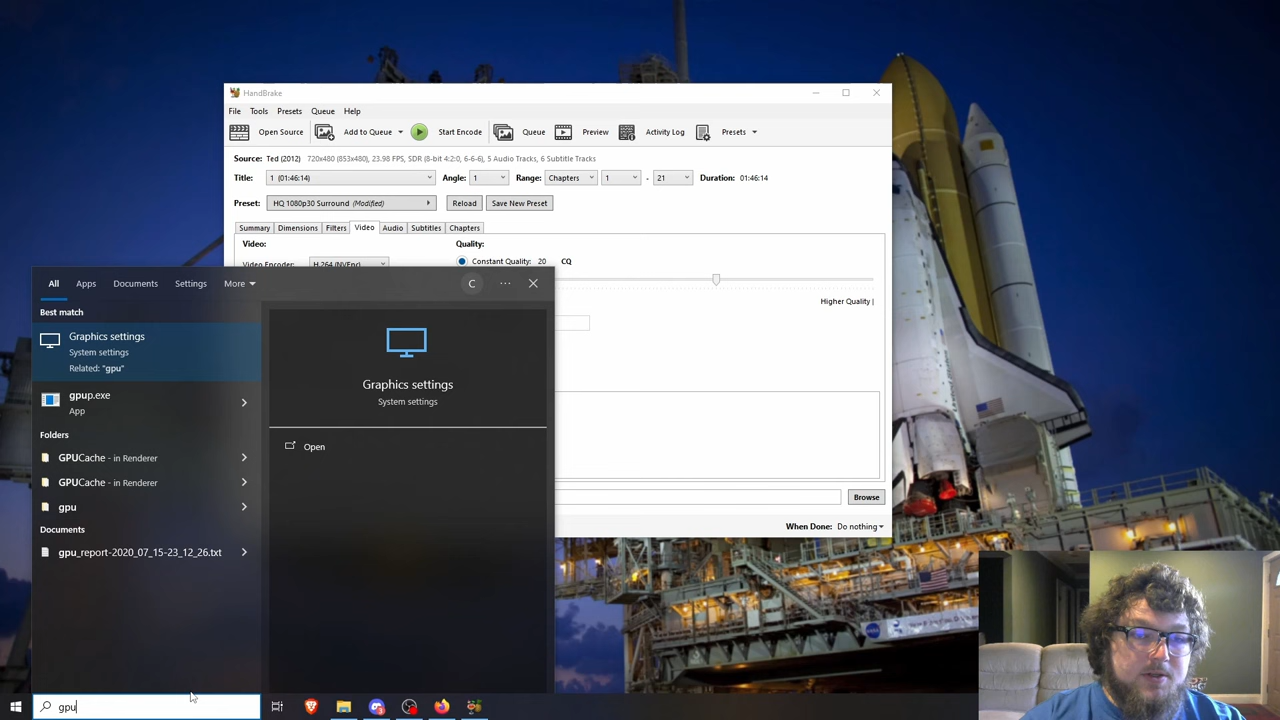 HandBrake
File Tools Presets Queue Help
Open Source Add to Queue Start Encode Queue Preview Activity Log Presets
Source: Ted (2012) 720x480 (853x480), 23.98 FPS, SDR (8-bit 4:2:0, 6-6-6), 5 Audio Tracks, 6 Subtitle Tracks
Title: 1 (01:46:14) Angle: 1 Range: Chapters 1 - 21 Duration: 01:46:14
Preset: HQ 1080p30 Surround (Modified) Reload Save New Preset
Summary Dimensions Filters Video Audio Subtitles Chapters
Video: Quality:
Video Encoder: H.264 (NVEnc) Constant Quality: 20 CQ
Higher Quality |
Browse
When Done: Do nothing
All Apps Documents Settings More C ...
Best match
Graphics settings
System settings
Related: "gpu"
gpup.exe
App
Folders
GPUCache - in Renderer
GPUCache - in Renderer
gpu
Documents
gpu_report-2020_07_15-23_12_26.txt
Graphics settings
System settings
Open
gpu
NASA